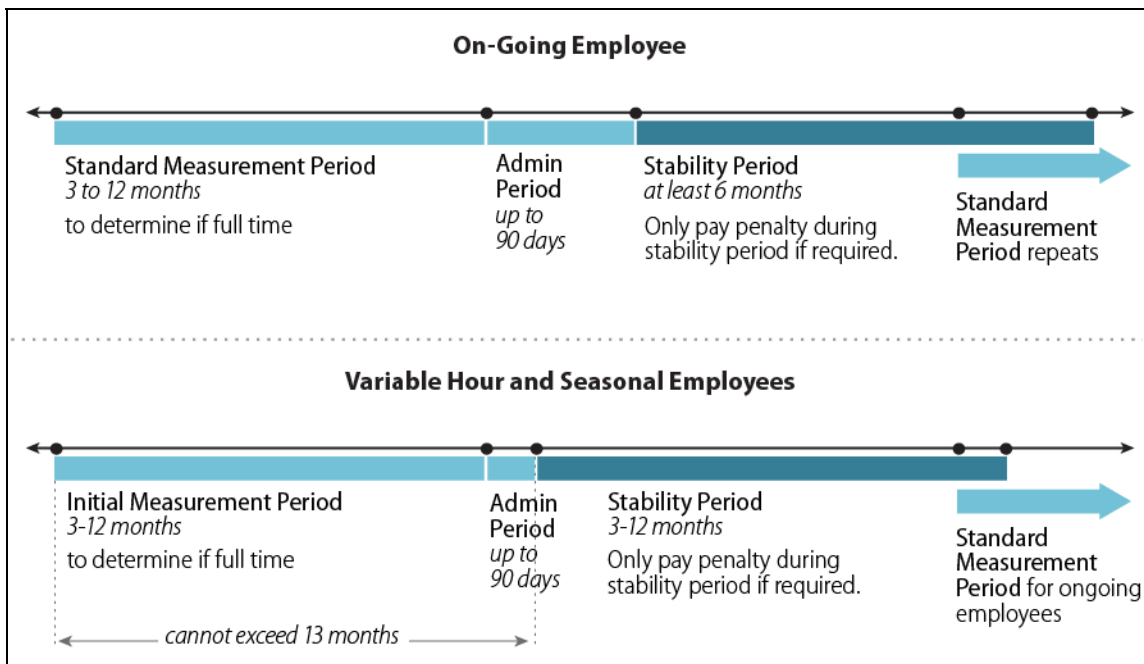 On-Going Employee
Standard Measurement Period
3 to 12 months
to determine if full time
Admin
Period
up to
90 days
Stability Period
at least 6 months
Only pay penalty during
stability period if required.
Standard
Measurement
Period repeats
Variable Hour and Seasonal Employees
Initial Measurement Period
3-12 months
to determine if full time
Admin
Period
up to
90 days
Stability Period
3-12 months
Only pay penalty during
stability period if required.
Standard
Measurement
Period for ongoing
employees
cannot exceed 13 months